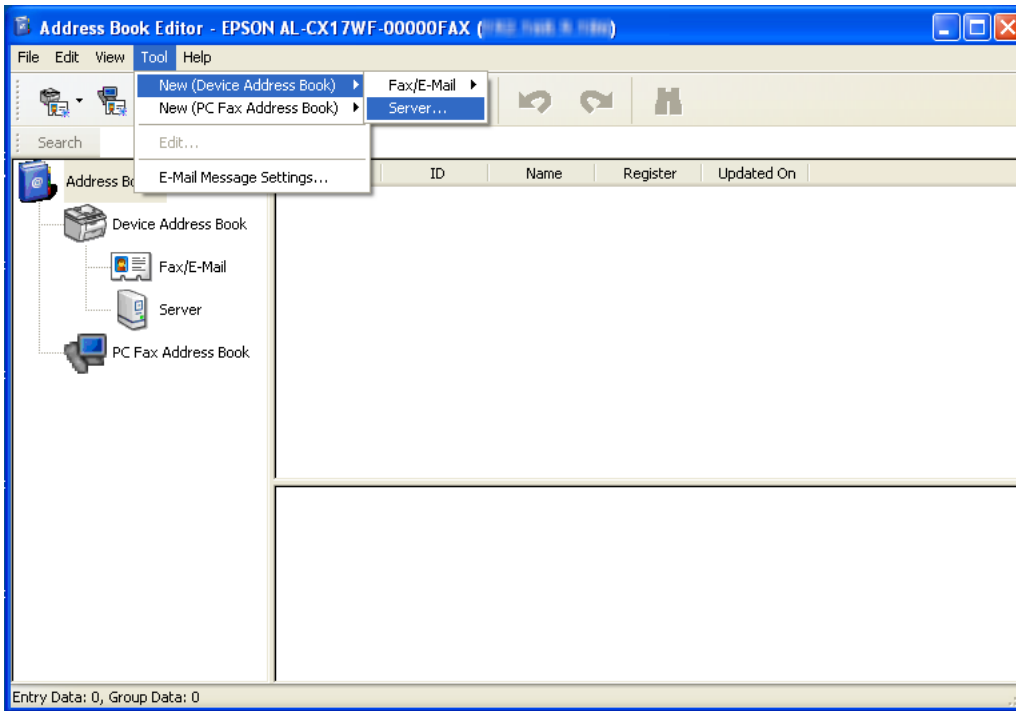 Address Book Editor - EPSON AL-CX17WF-00000FAX ( )
File Edit View Tool Help
New (Device Address Book) Fax/E-Mail
New (PC Fax Address Book) Server...
Search Edit...
E-Mail Message Settings...
ID Name Register Updated On
Address B
Device Address Book
Fax/E-Mail
Server
PC Fax Address Book
Entry Data: 0, Group Data: 0